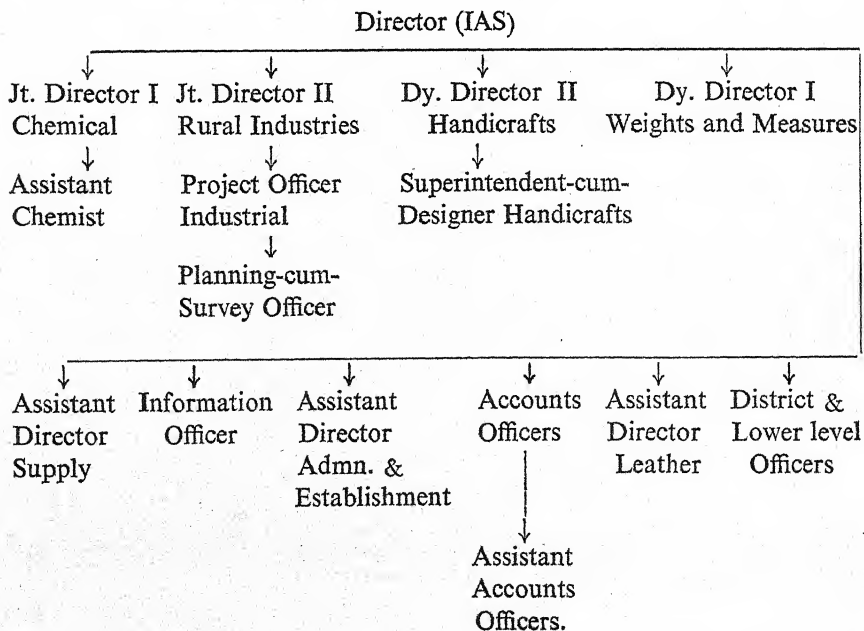 Director (IAS)
Jt. Director I Jt. Director II Dy. Director II Dy. Director I
Chemical Rural Industries Handicrafts Weights and Measures
Assistant Project Officer Superintendent-cum-
Chemist Industrial Designer Handicrafts
Planning-cum-
Survey Officer
Assistant Information Assistant Accounts Assistant District &
Director Officer Director Officers Director Lower level
Supply Admn. & Leather Officers
Establishment
Assistant
Accounts
Officers.